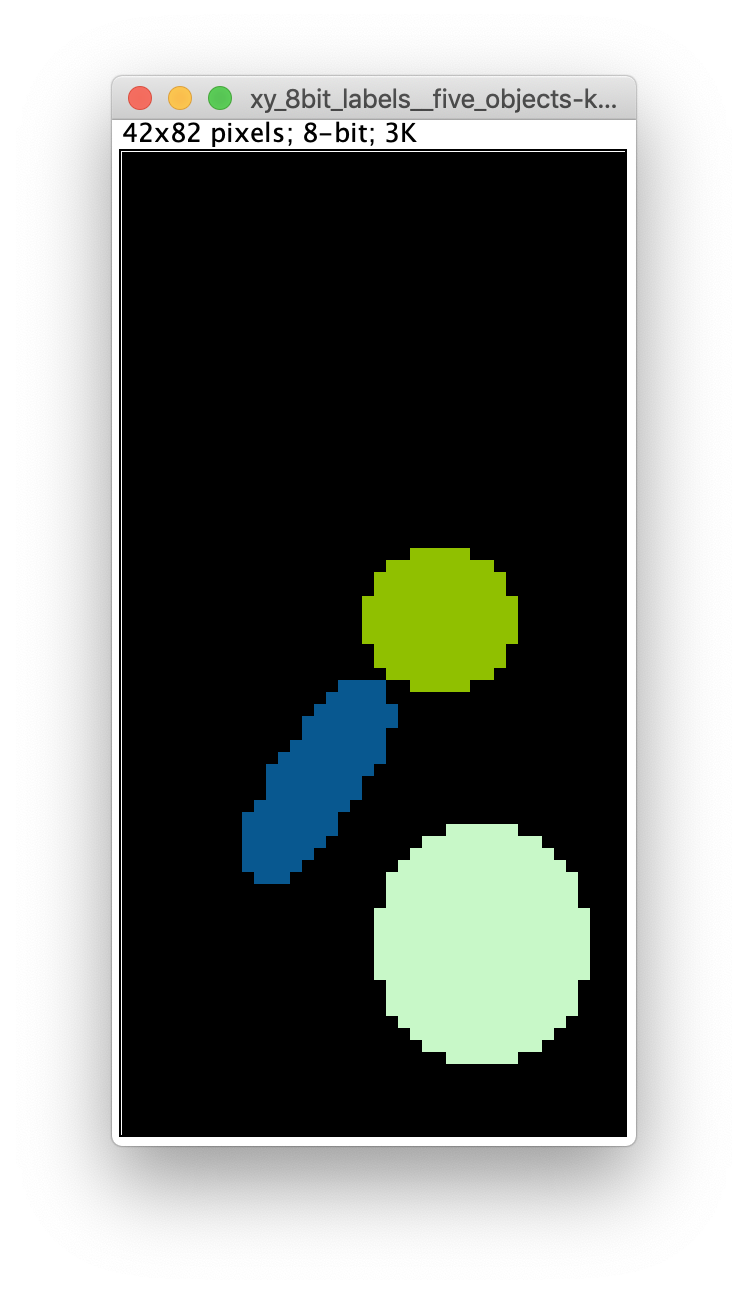 xy_8bit_labels__five_objects-k...
42x82 pixels; 8-bit; 3K